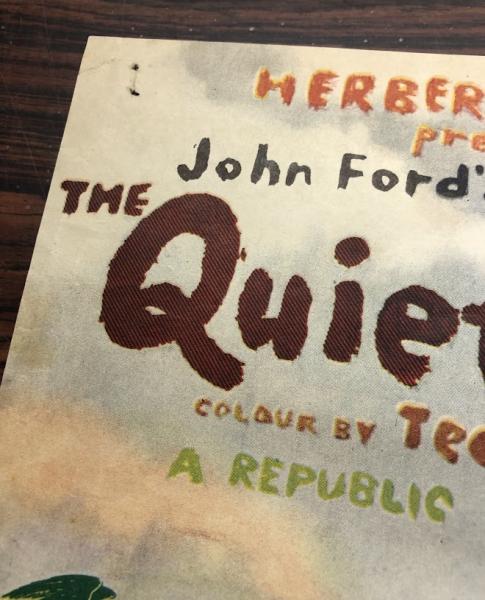 HERBER
pre
John Ford's
THE
Quiet
COLOUR BY Tec
A REPUBLIC